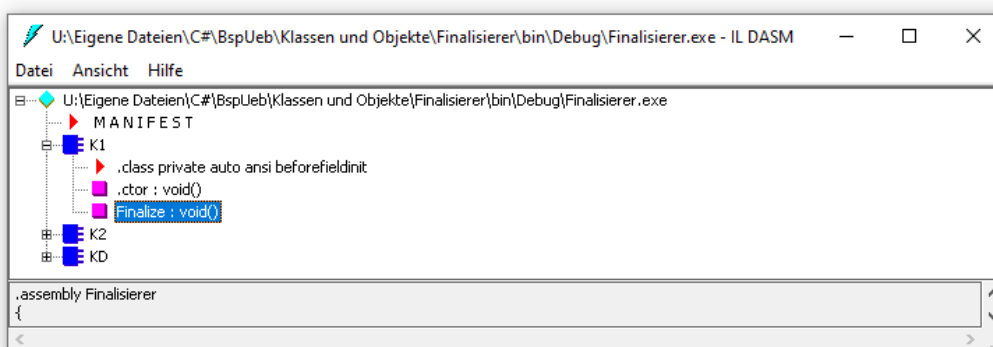 U:\Eigene Dateien\C#\BspUeb\Klassen und Objekte\Finalisierer\bin\Debug\Finalisierer.exe - IL DASM
Datei Ansicht Hilfe
U:\Eigene Dateien\C#\BspUeb\Klassen und Objekte\Finalisierer\bin\Debug\Finalisierer.exe
MANIFEST
K1
.class private auto ansi beforefieldinit
.ctor : void()
Finalize : void()
K2
KD
.assembly Finalisierer
{